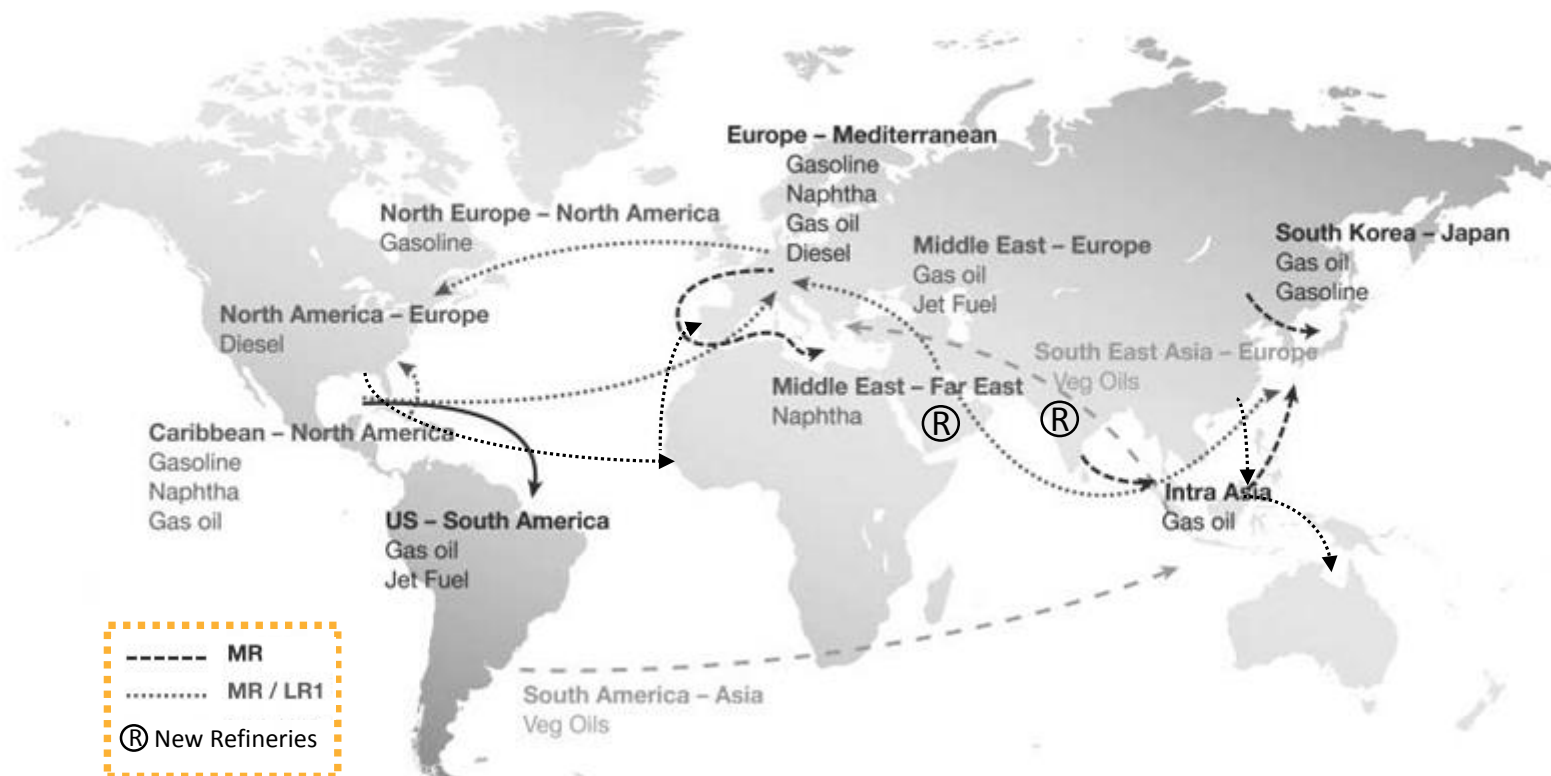 Europe – Mediterranean
Gasoline
Naphtha
Gas oil
Diesel
North Europe – North America
Gasoline
Middle East – Europe
Gas oil
Jet Fuel
South Korea – Japan
Gas oil
Gasoline
North America – Europe
Diesel
South East Asia – Europe
Veg Oils
Middle East – Far East
Naphtha
®
®
Caribbean – North America
Gasoline
Naphtha
Gas oil
Intra Asia
Gas oil
US – South America
Gas oil
Jet Fuel
South America – Asia
Veg Oils
MR
MR / LR1
® New Refineries